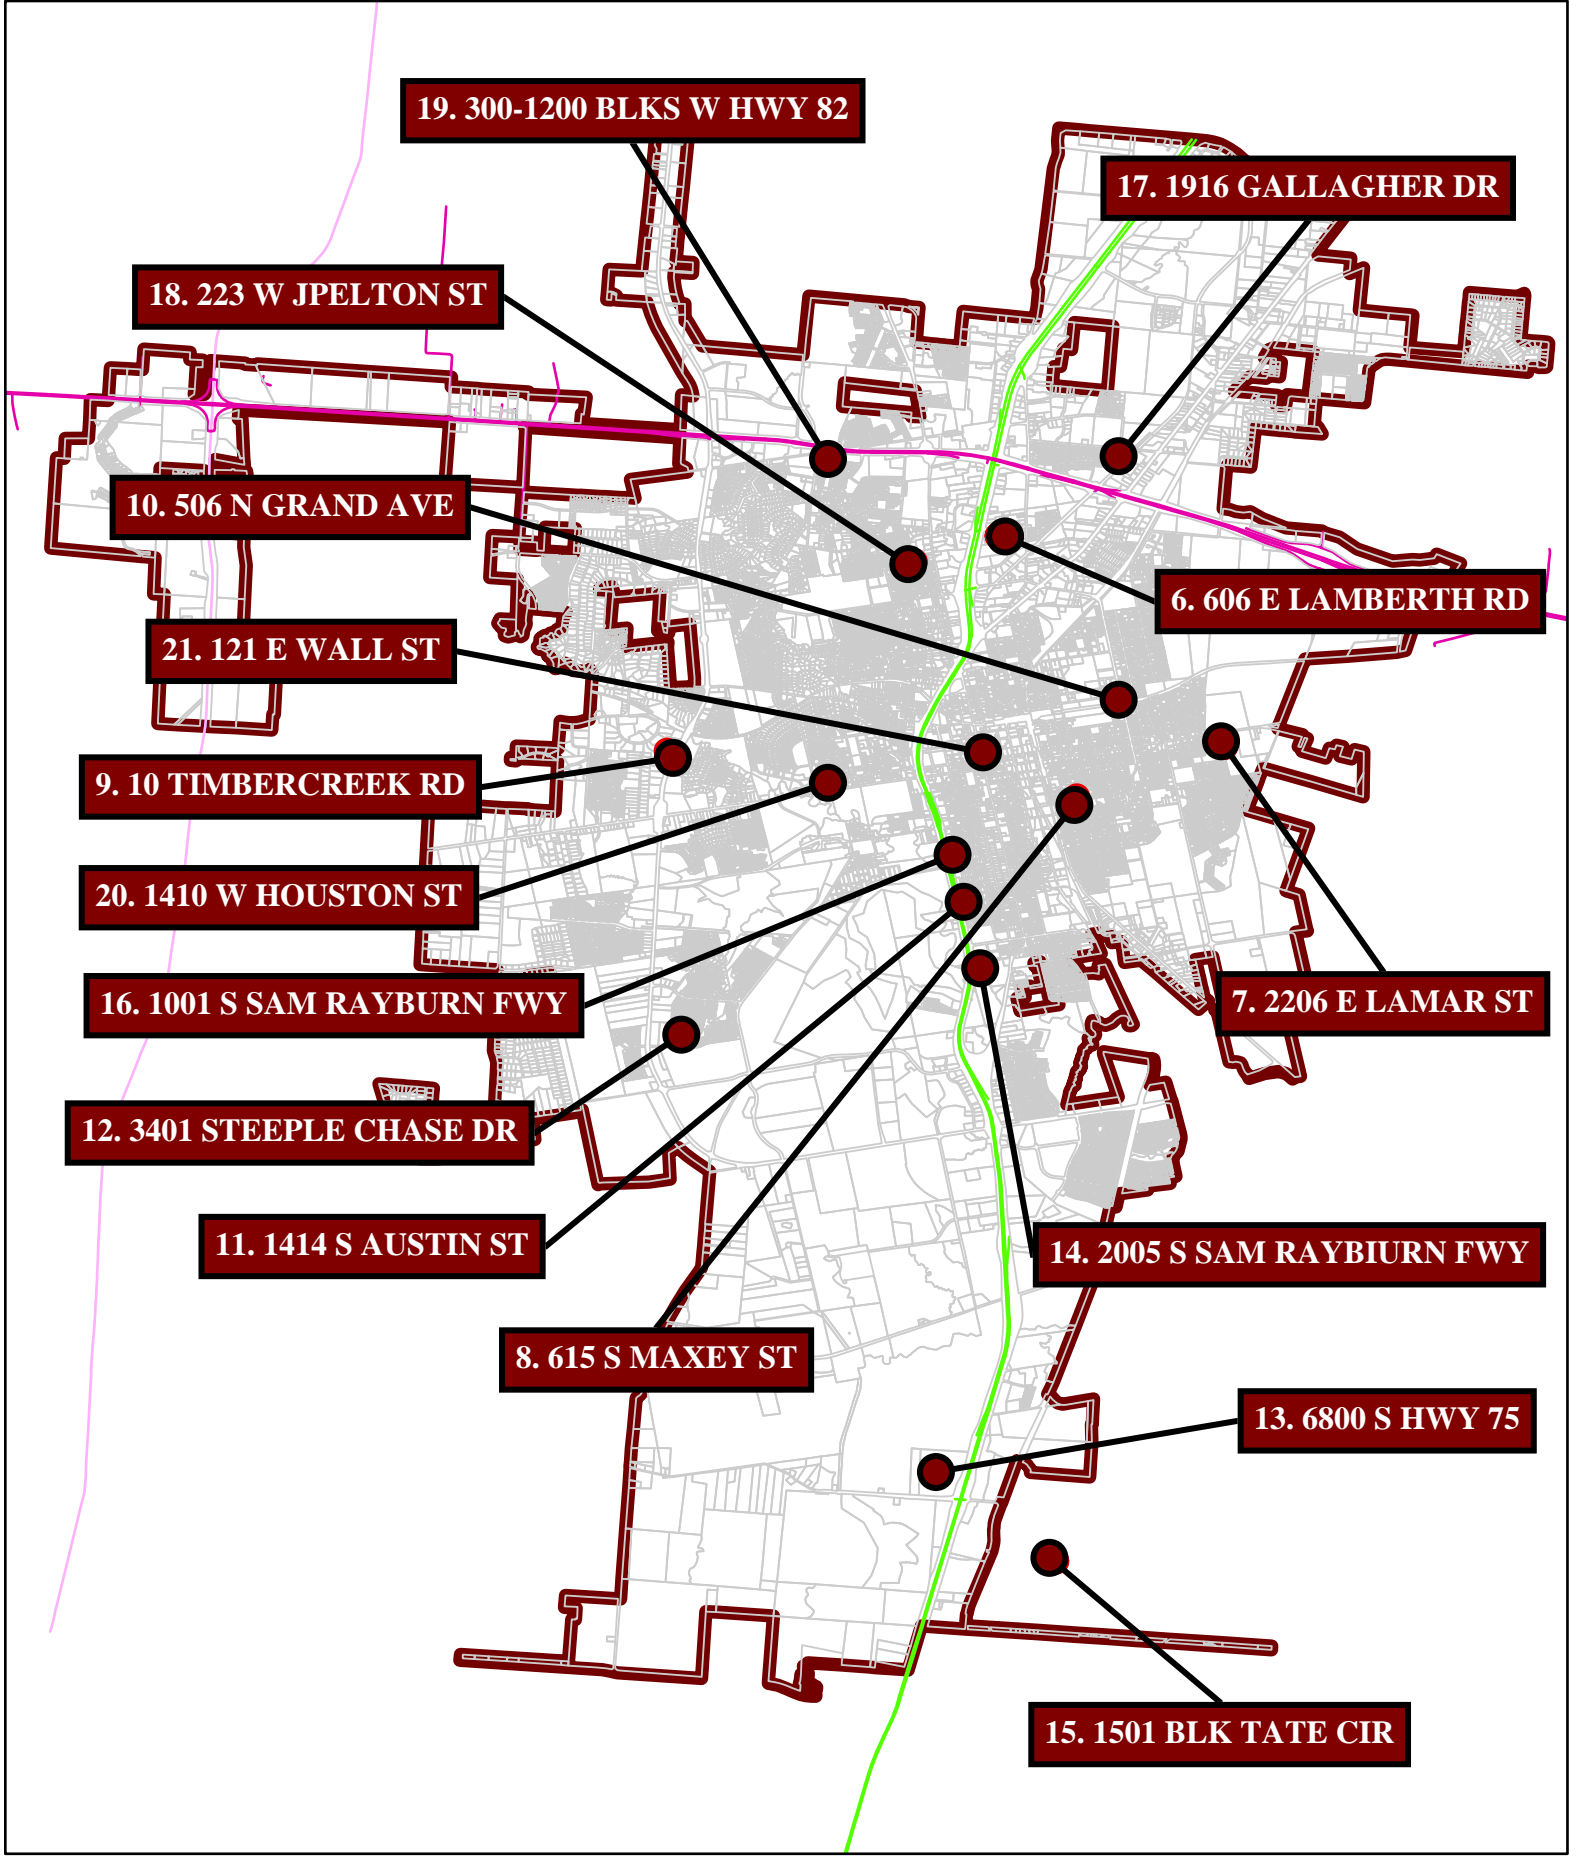 19. 300-1200 BLKS W HWY 82
17. 1916 GALLAGHER DR
18. 223 W JPELTON ST
10. 506 N GRAND AVE
6. 606 E LAMBERTH RD
21. 121 E WALL ST
9. 10 TIMBERCREEK RD
20. 1410 W HOUSTON ST
16. 1001 S SAM RAYBURN FWY
7. 2206 E LAMAR ST
12. 3401 STEEPLE CHASE DR
11. 1414 S AUSTIN ST
14. 2005 S SAM RAYBIURN FWY
8. 615 S MAXEY ST
13. 6800 S HWY 75
15. 1501 BLK TATE CIR